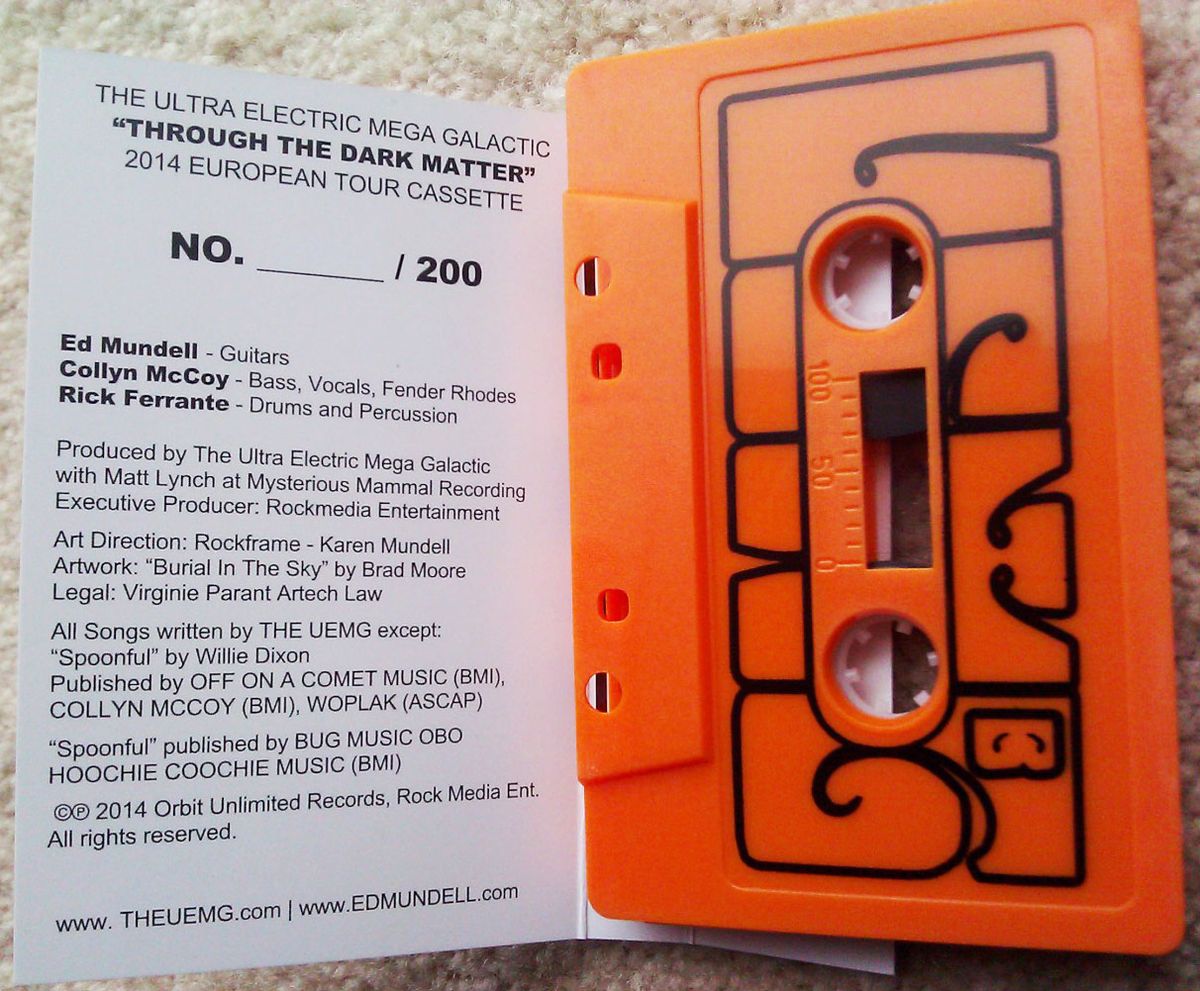 THE ULTRA ELECTRIC MEGA GALACTIC
“THROUGH THE DARK MATTER”
2014 EUROPEAN TOUR CASSETTE
NO. ______ / 200
Ed Mundell - Guitars
Collyn McCoy - Bass, Vocals, Fender Rhodes
Rick Ferrante - Drums and Percussion
Produced by The Ultra Electric Mega Galactic
with Matt Lynch at Mysterious Mammal Recording
Executive Producer: Rockmedia Entertainment
Art Direction: Rockframe - Karen Mundell
Artwork: “Burial In The Sky” by Brad Moore
Legal: Virginie Parant Artech Law
All Songs written by THE UEMG except:
“Spoonful” by Willie Dixon
Published by OFF ON A COMET MUSIC (BMI),
COLLYN MCCOY (BMI), WOPLAK (ASCAP)
“Spoonful” published by BUG MUSIC OBO
HOOCHIE COOCHIE MUSIC (BMI)
©℗ 2014 Orbit Unlimited Records, Rock Media Ent.
All rights reserved.
www. THEUEMG.com | www.EDMUNDELL.com
100
50
0
B